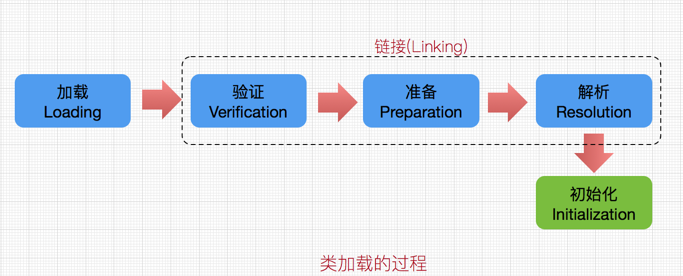 链接(Linking)
加载
Loading
验证
Verification
准备
Preparation
解析
Resolution
初始化
Initialization
类加载的过程